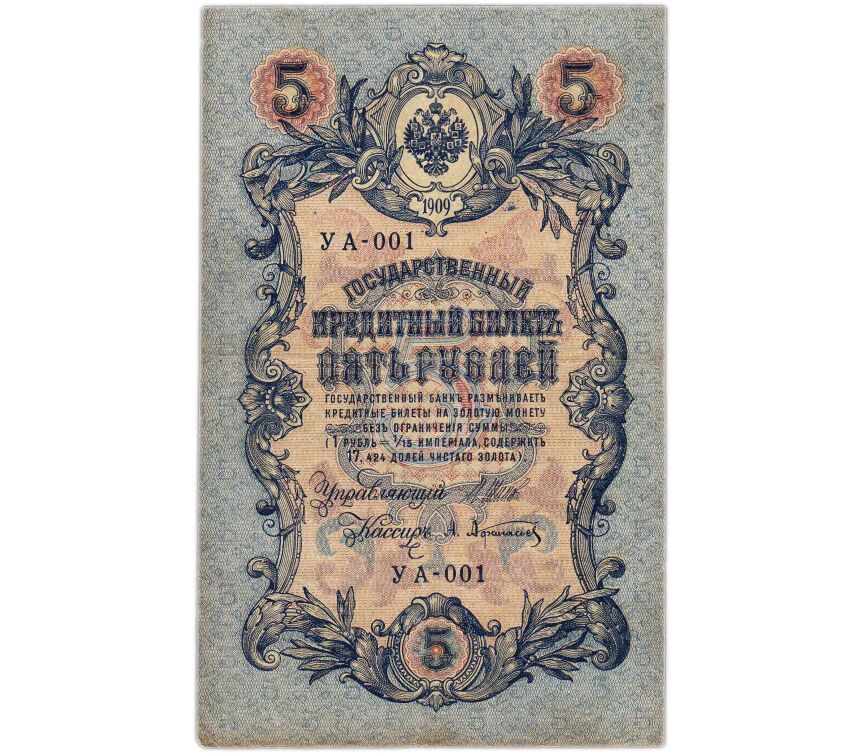 5 5
1909
УА-001
ГОСУДАРСТВЕННЫЙ
КРЕДИТНЫЙ БИЛЕТЪ
ПЯТЬ РУБЛЕЙ
ГОСУДАРСТВЕННЫЙ БАНКЪ РАЗМѢНИВАЕТЪ
КРЕДИТНЫЕ БИЛЕТЫ НА ЗОЛОТУЮ МОНЕТУ
БЕЗЪ ОГРАНИЧЕНІЯ СУММЫ
(1 РУБЛЬ = 1/15 ИМПЕРІАЛА, СОДЕРЖИТЪ
17,424 ДОЛЕЙ ЧИСТАГО ЗОЛОТА).
Управляющій
Кассиръ А. Афанасьев
УА-001
5